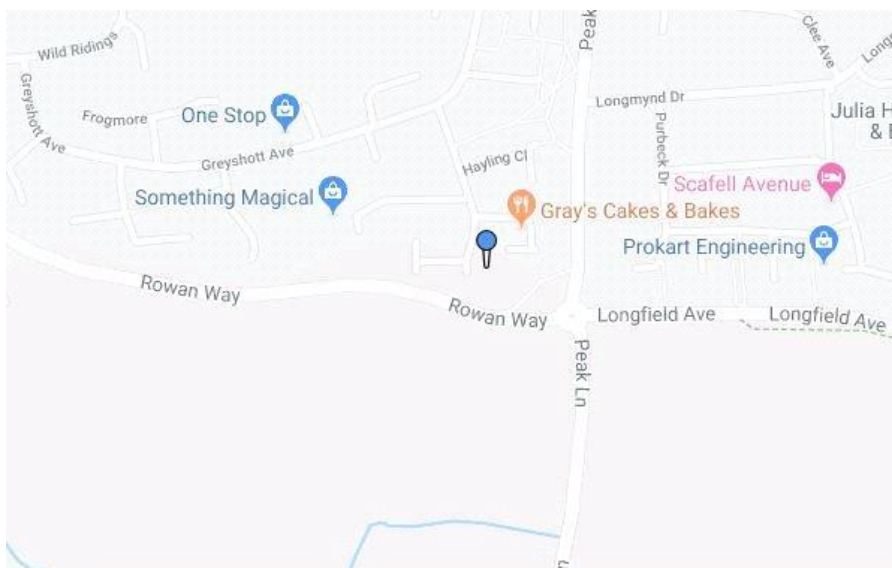 Wild Ridings
Greyshott Ave
Frogmore
One Stop
Greyshott Ave
Something Magical
Hayling Cl
Gray's Cakes & Bakes
Peak
Longmynd Dr
Purbeck Dr
Clee Ave
Long
Julia H
& B
Scafell Avenue
Prokart Engineering
Rowan Way
Rowan Way
Longfield Ave
Longfield Ave
Peak Ln